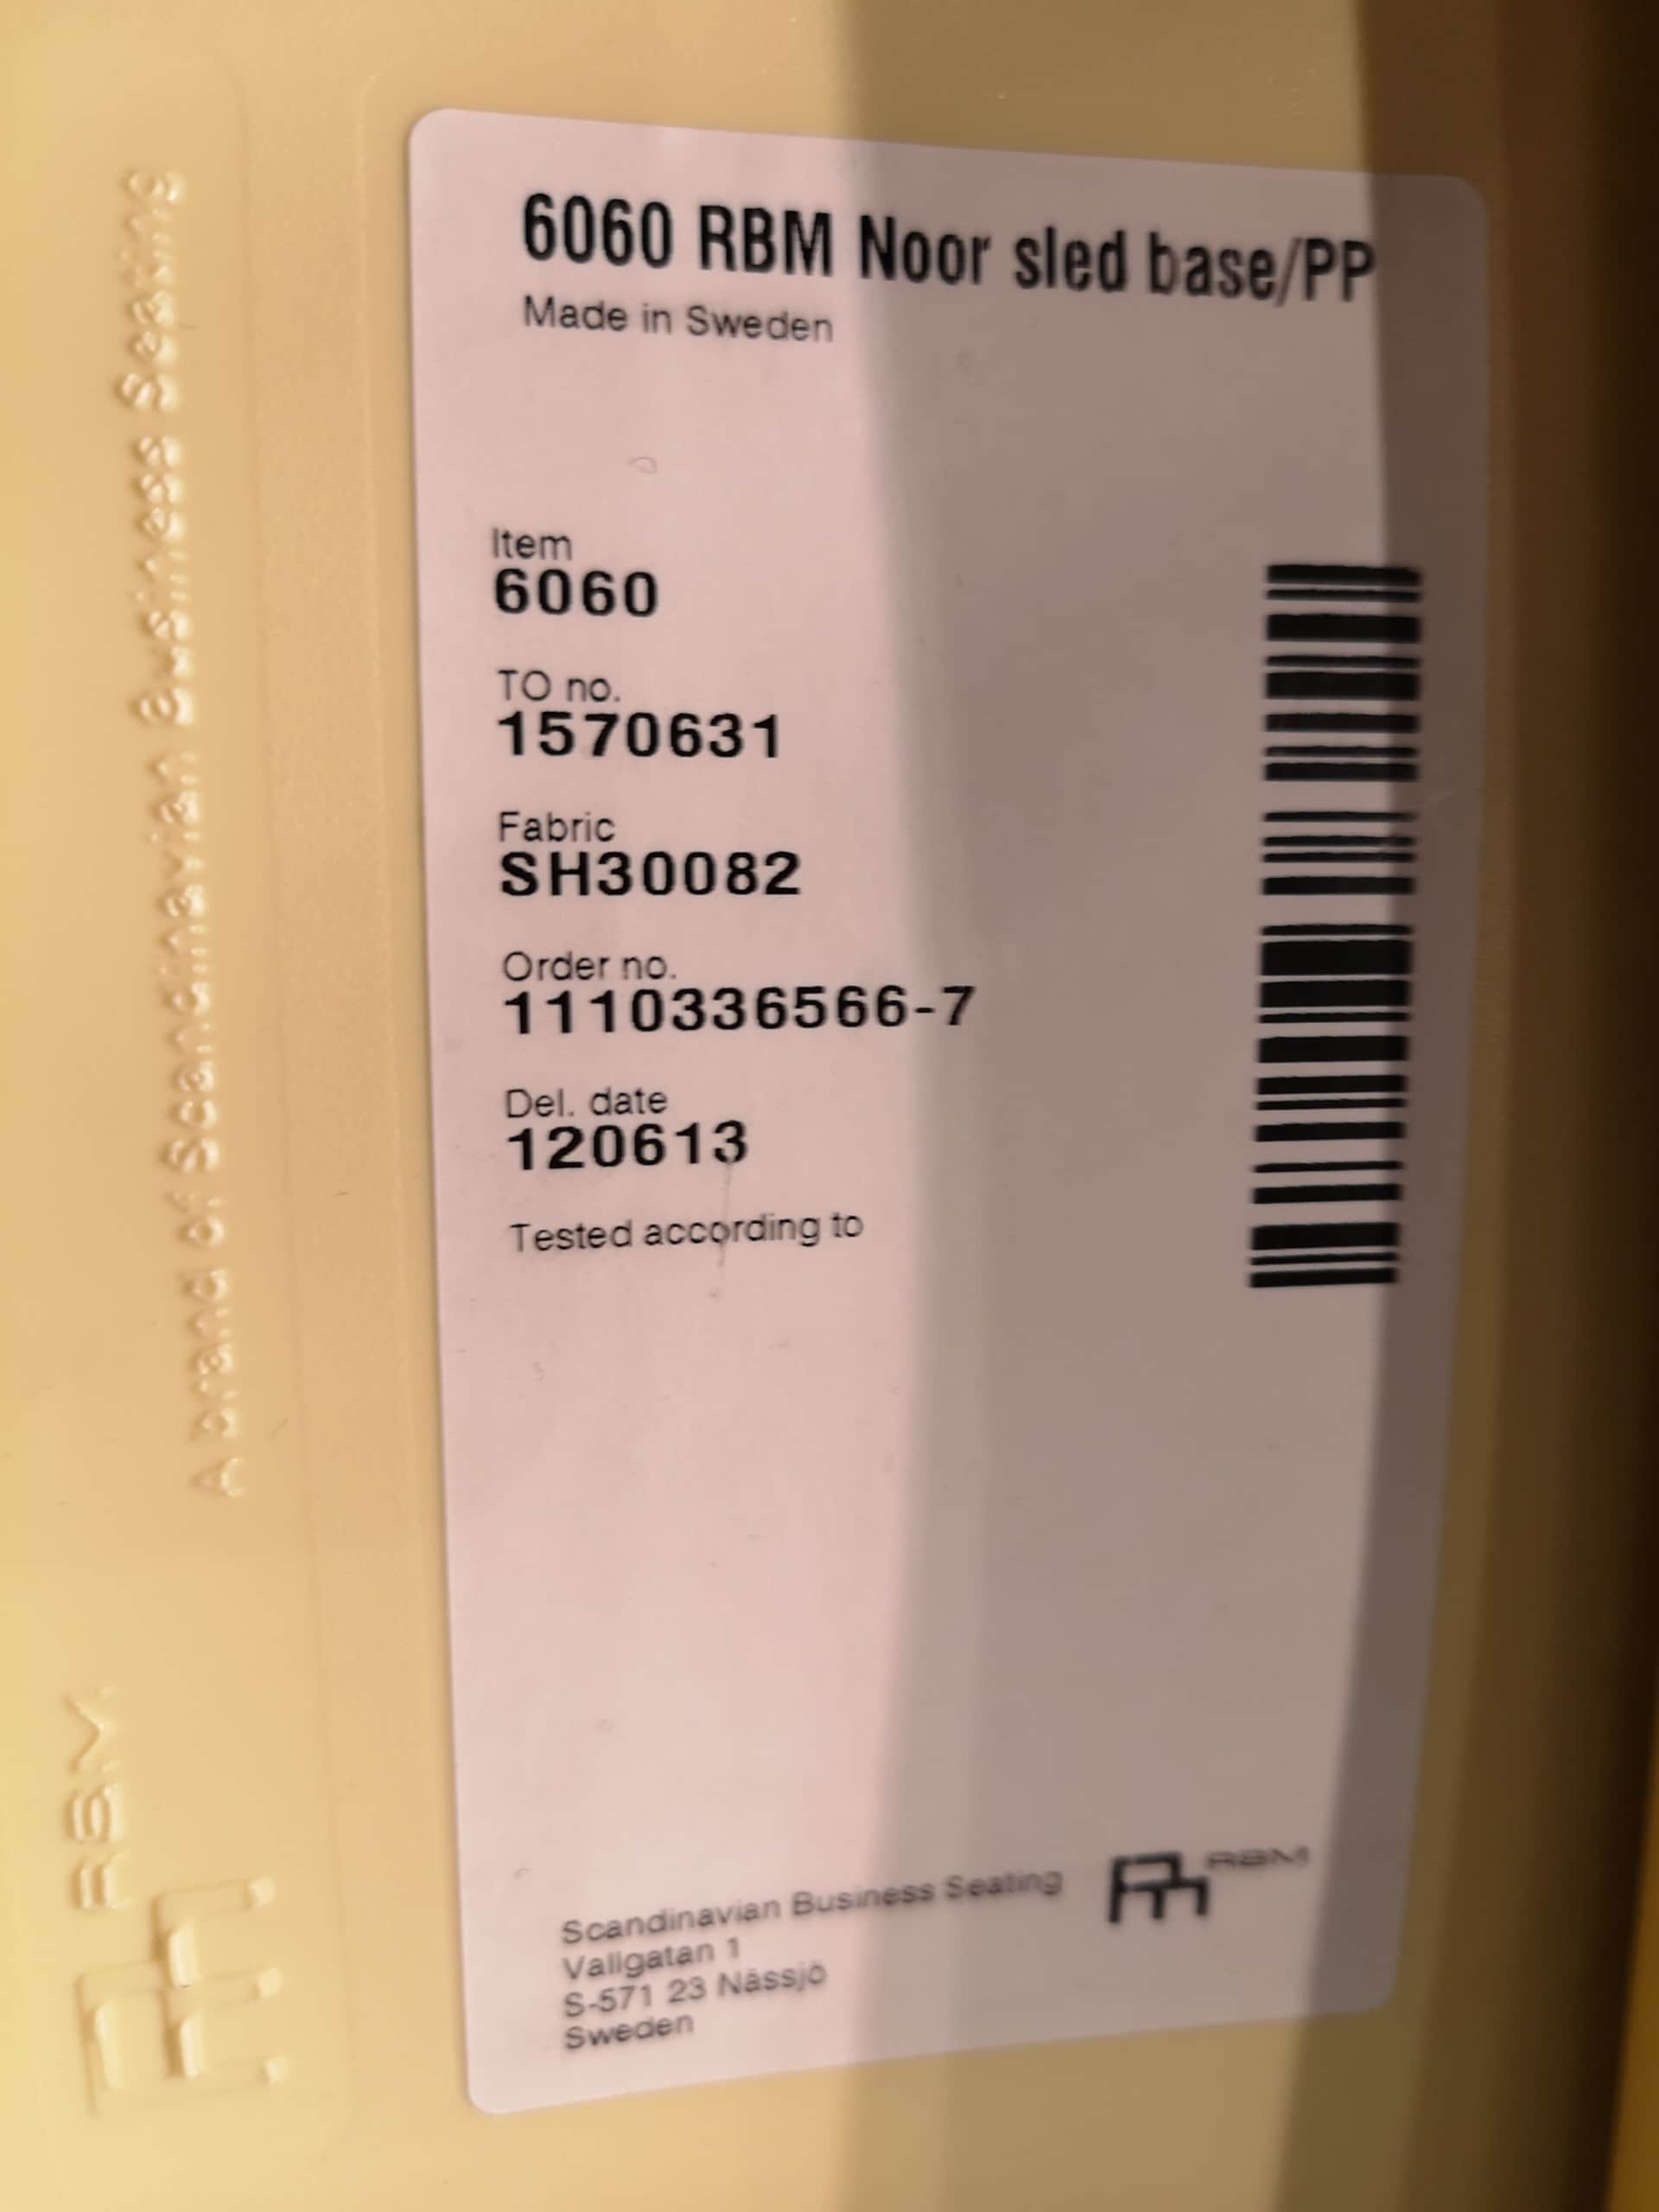 6060 RBM Noor sled base/PP
Made in Sweden
Item
6060
TO no.
1570631
Fabric
SH30082
Order no.
1110336566-7
Del. date
120613
Tested according to
Scandinavian Business Seating
Vallgatan 1
S-571 23 Nässjö
Sweden
RBM
A brand of Scandinavian Business Seating
RBM